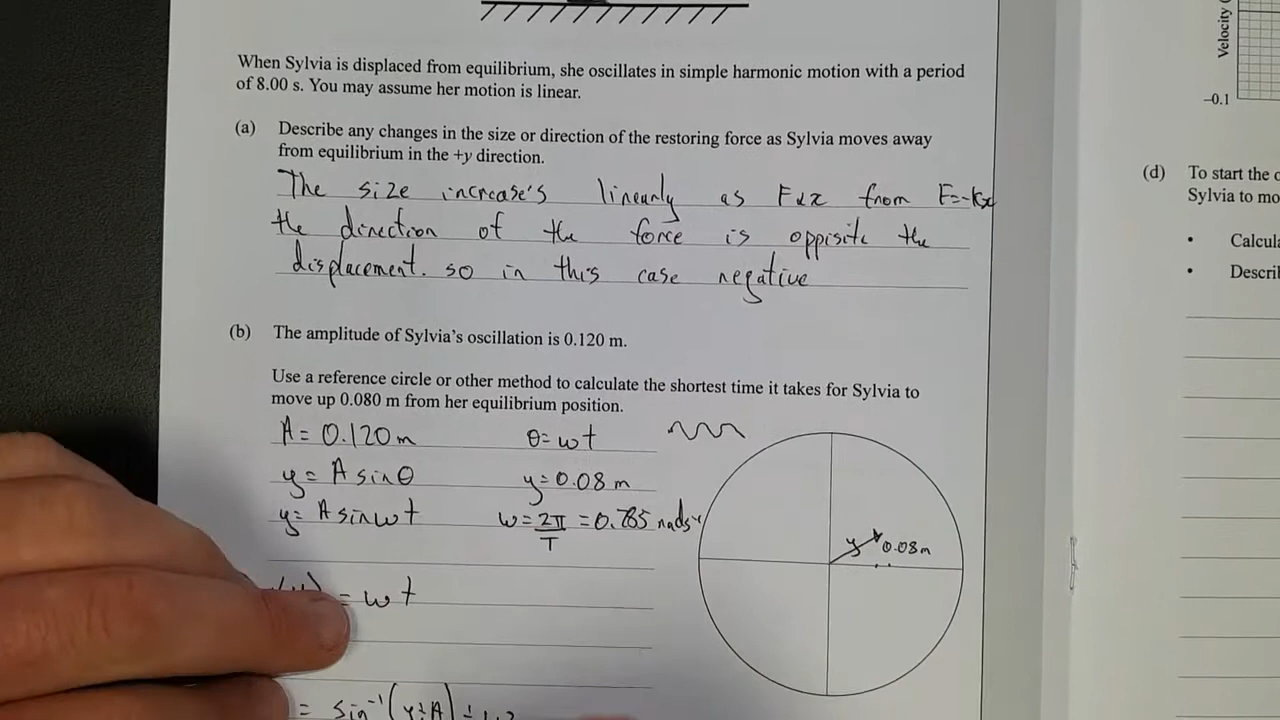 When Sylvia is displaced from equilibrium, she oscillates in simple harmonic motion with a period
of 8.00 s. You may assume her motion is linear.
(a) Describe any changes in the size or direction of the restoring force as Sylvia moves away
from equilibrium in the +y direction.
The size increase's linearly as F∝x from F=-kx
the direction of the force is oppisite the
displacement. so in this case negative
(b) The amplitude of Sylvia's oscillation is 0.120 m.
Use a reference circle or other method to calculate the shortest time it takes for Sylvia to
move up 0.080 m from her equilibrium position.
A = 0.120 m θ = ωt
y = A sinθ y = 0.08 m
y = A sin ωt ω = 2π/T = 0.785 rads⁻¹
y 0.08m
= ωt
= sin⁻¹(y÷A) ÷ ω
Velocity (
–0.1
(d) To start the
Sylvia to mo
• Calcul
• Descri